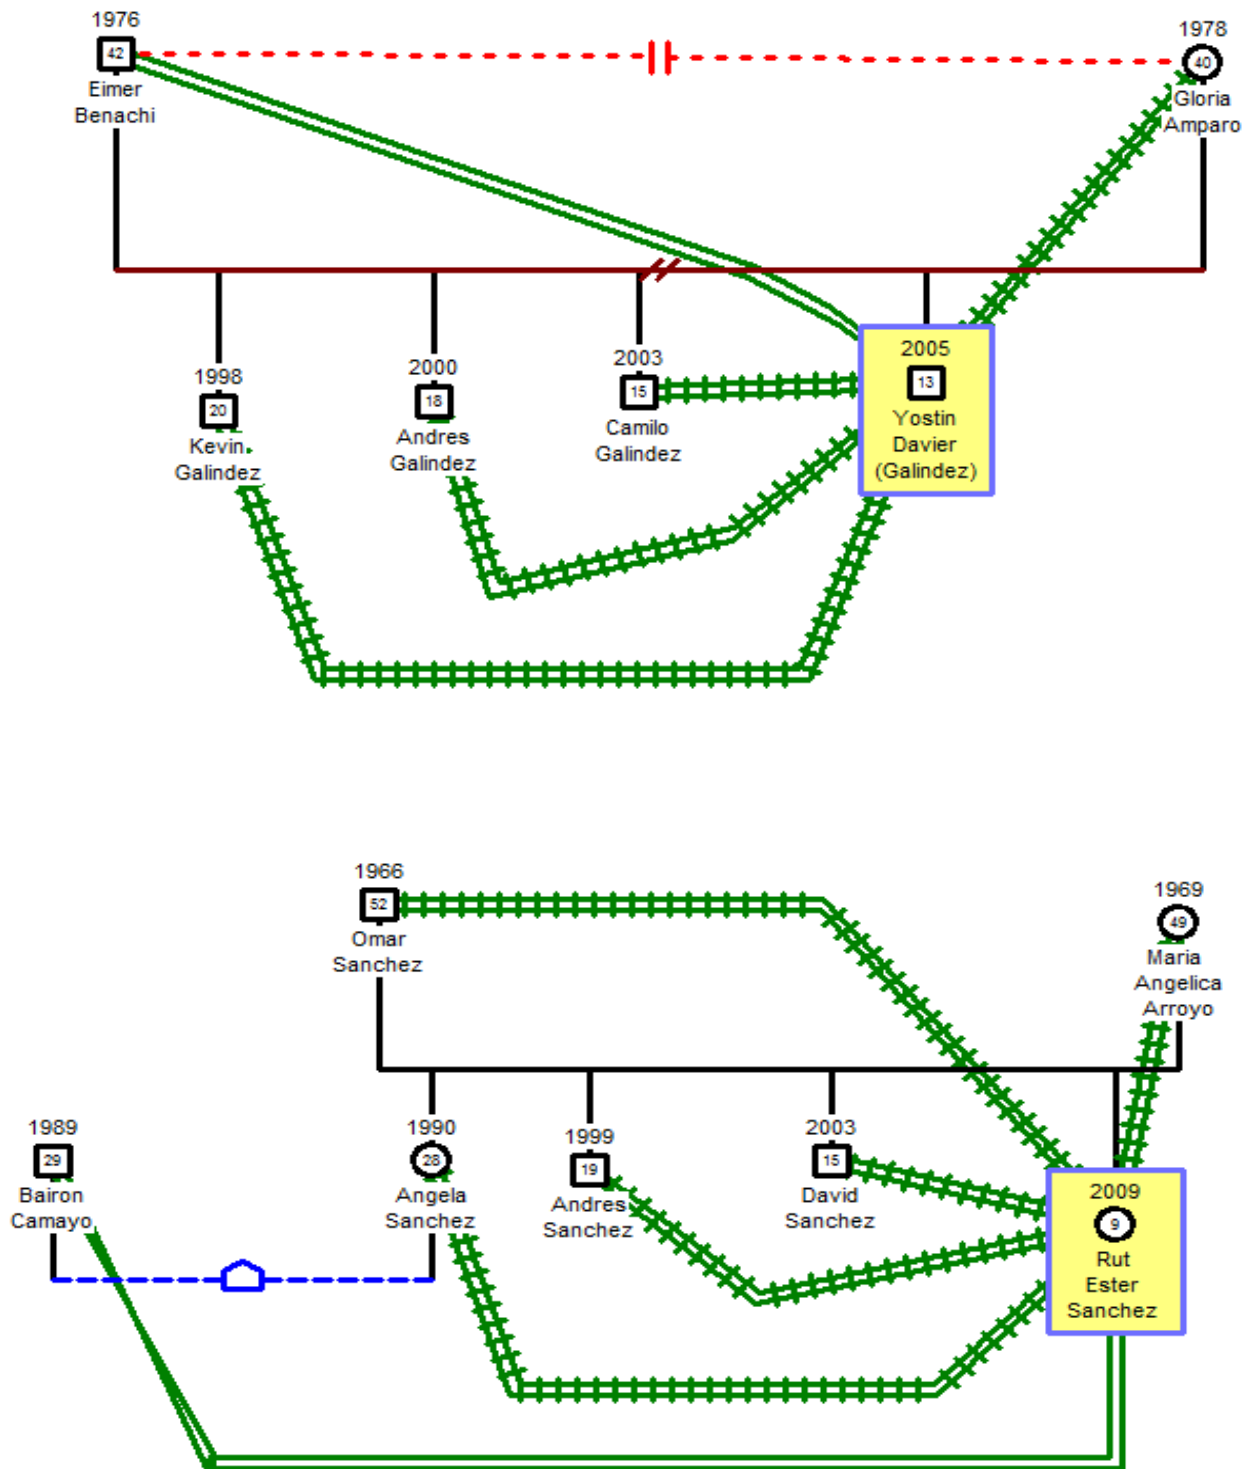 1976
42
Eimer
Benachi
1978
40
Gloria
Amparo
1998
20
Kevin
Galindez
2000
18
Andres
Galindez
2003
15
Camilo
Galindez
2005
13
Yostin
Davier
(Galindez)
1966
52
Omar
Sanchez
1969
49
Maria
Angelica
Arroyo
1989
29
Bairon
Camayo
1990
28
Angela
Sanchez
1999
19
Andres
Sanchez
2003
15
David
Sanchez
2009
9
Rut
Ester
Sanchez